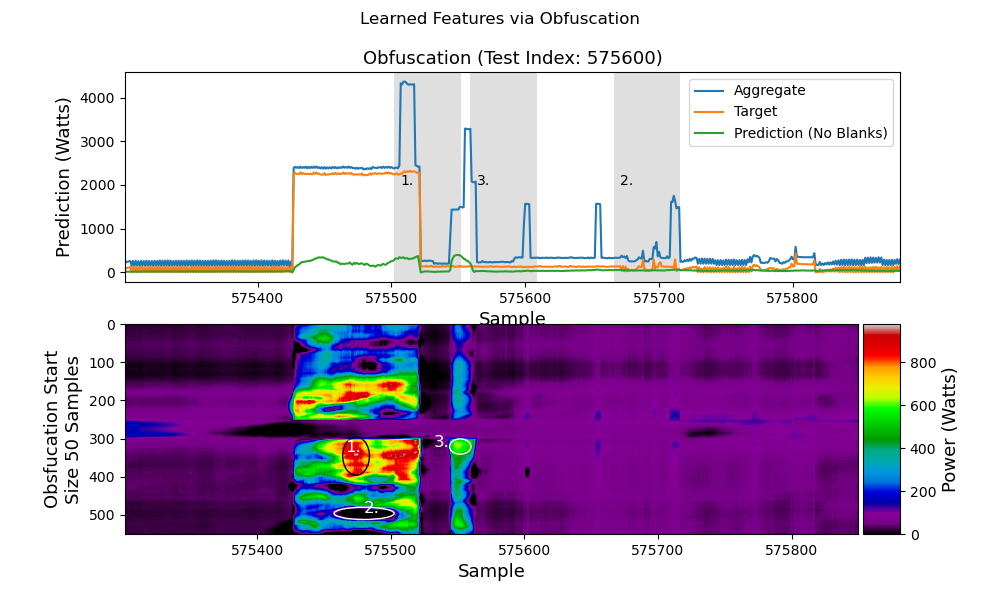 Learned Features via Obfuscation
Obfuscation (Test Index: 575600)
Prediction (Watts)
4000
3000
2000
1000
0
Aggregate
Target
Prediction (No Blanks)
1.
3.
2.
575400
575500
575600
575700
575800
Sample
Obsfucation Start
Size 50 Samples
0
100
200
300
400
500
1.
3.
2.
800
600
400
200
0
Power (Watts)
575400
575500
575600
575700
575800
Sample